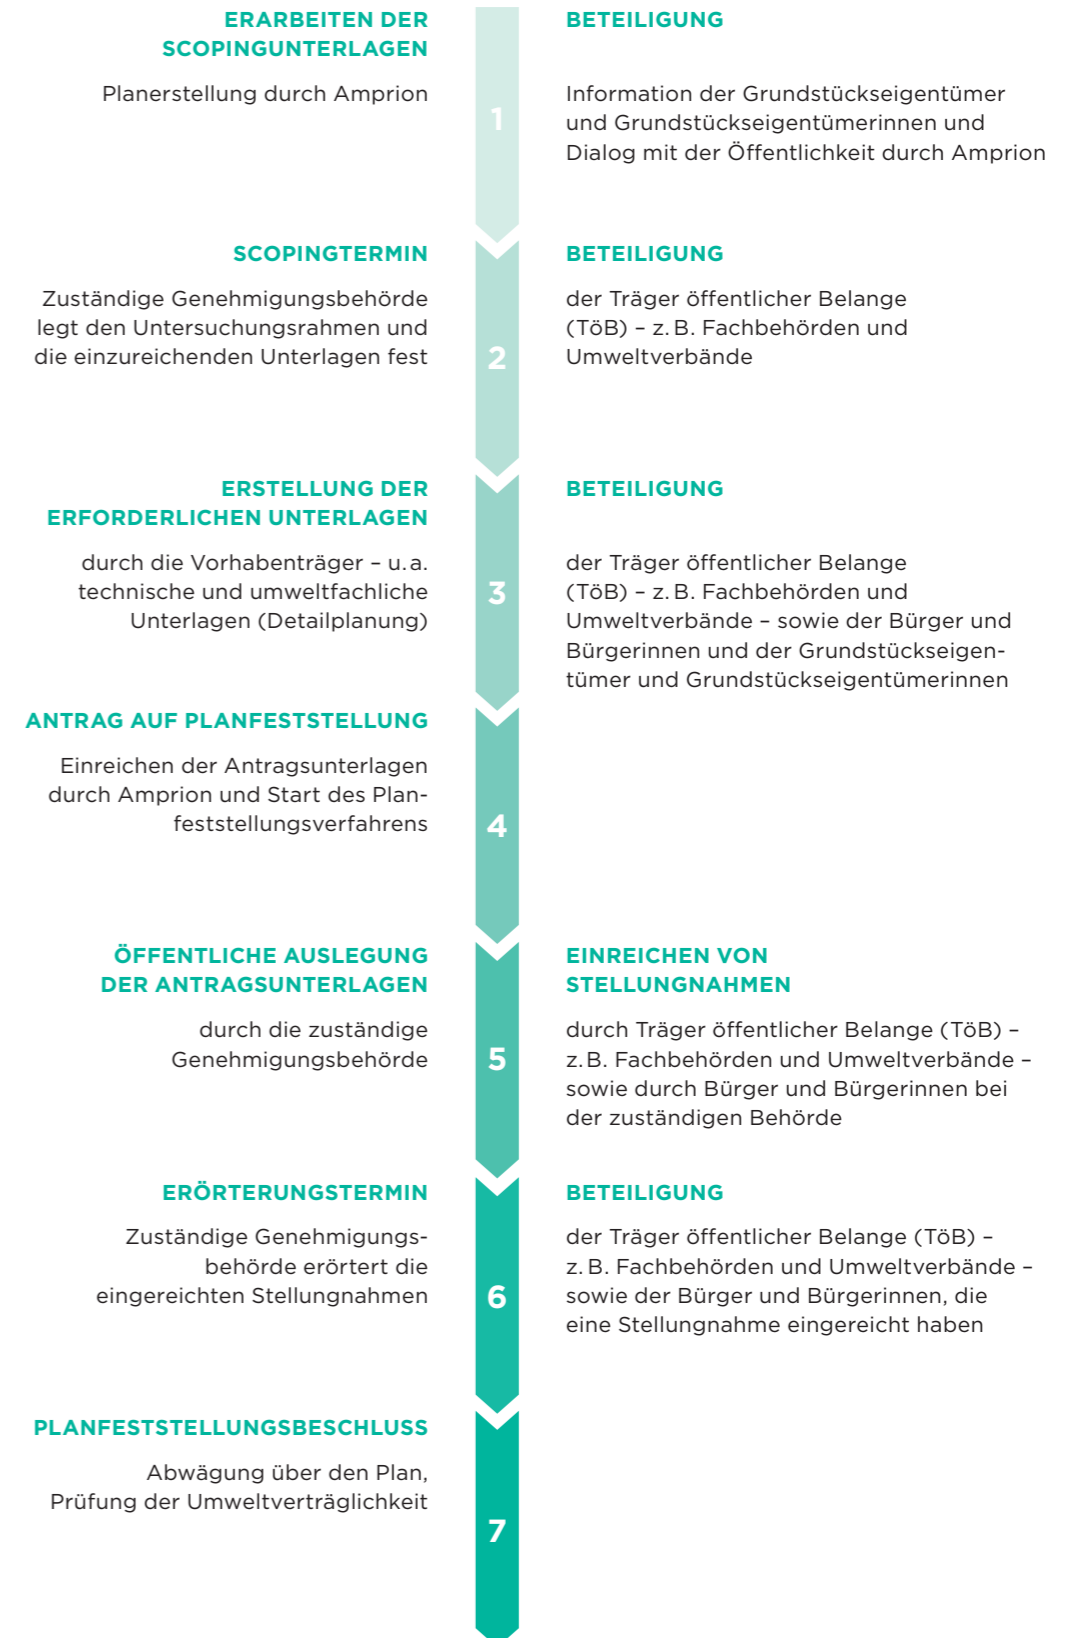 ERARBEITEN DER
SCOPINGUNTERLAGEN
Planerstellung durch Amprion
1
BETEILIGUNG
Information der Grundstückseigentümer
und Grundstückseigentümerinnen und
Dialog mit der Öffentlichkeit durch Amprion
SCOPINGTERMIN
Zuständige Genehmigungsbehörde
legt den Untersuchungsrahmen und
die einzureichenden Unterlagen fest
2
BETEILIGUNG
der Träger öffentlicher Belange
(TöB) – z. B. Fachbehörden und
Umweltverbände
ERSTELLUNG DER
ERFORDERLICHEN UNTERLAGEN
durch die Vorhabenträger – u. a.
technische und umweltfachliche
Unterlagen (Detailplanung)
3
BETEILIGUNG
der Träger öffentlicher Belange
(TöB) – z. B. Fachbehörden und
Umweltverbände – sowie der Bürger und
Bürgerinnen und der Grundstückseigen-
tümer und Grundstückseigentümerinnen
ANTRAG AUF PLANFESTSTELLUNG
Einreichen der Antragsunterlagen
durch Amprion und Start des Plan-
feststellungsverfahrens
4
ÖFFENTLICHE AUSLEGUNG
DER ANTRAGSUNTERLAGEN
durch die zuständige
Genehmigungsbehörde
5
EINREICHEN VON
STELLUNGNAHMEN
durch Träger öffentlicher Belange (TöB) –
z. B. Fachbehörden und Umweltverbände –
sowie durch Bürger und Bürgerinnen bei
der zuständigen Behörde
ERÖRTERUNGSTERMIN
Zuständige Genehmigungs-
behörde erörtert die
eingereichten Stellungnahmen
6
BETEILIGUNG
der Träger öffentlicher Belange (TöB) –
z. B. Fachbehörden und Umweltverbände –
sowie der Bürger und Bürgerinnen, die
eine Stellungnahme eingereicht haben
PLANFESTSTELLUNGSBESCHLUSS
Abwägung über den Plan,
Prüfung der Umweltverträglichkeit
7